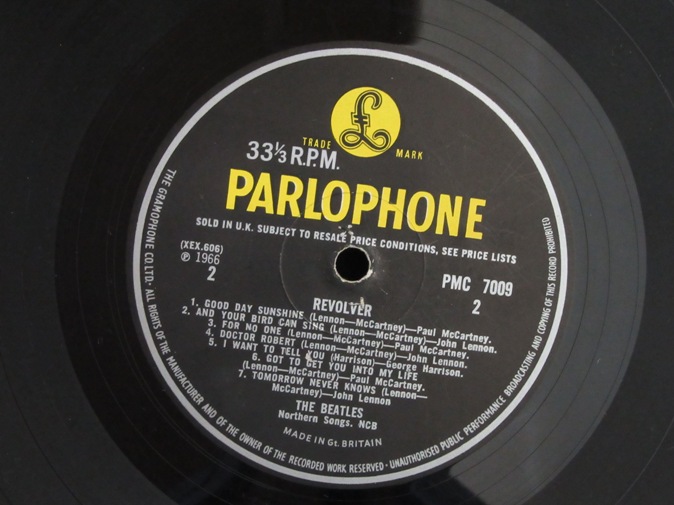 £
TRADE MARK
33⅓ R.P.M.
PARLOPHONE
SOLD IN U.K. SUBJECT TO RESALE PRICE CONDITIONS, SEE PRICE LISTS
(XEX.606)
℗ 1966
2
PMC 7009
2
REVOLVER
1. GOOD DAY SUNSHINE (Lennon—McCartney)—Paul McCartney.
2. AND YOUR BIRD CAN SING (Lennon—McCartney)—John Lennon.
3. FOR NO ONE (Lennon—McCartney)—Paul McCartney.
4. DOCTOR ROBERT (Lennon—McCartney)—John Lennon.
5. I WANT TO TELL YOU (Harrison)—George Harrison.
6. GOT TO GET YOU INTO MY LIFE
(Lennon—McCartney)—Paul McCartney.
7. TOMORROW NEVER KNOWS (Lennon—
McCartney)—John Lennon
THE BEATLES
Northern Songs. NCB
MADE IN Gt. BRITAIN
THE GRAMOPHONE CO. LTD. · ALL RIGHTS OF THE MANUFACTURER AND OF THE OWNER OF THE RECORDED WORK RESERVED · UNAUTHORISED PUBLIC PERFORMANCE BROADCASTING AND COPYING OF THIS RECORD PROHIBITED